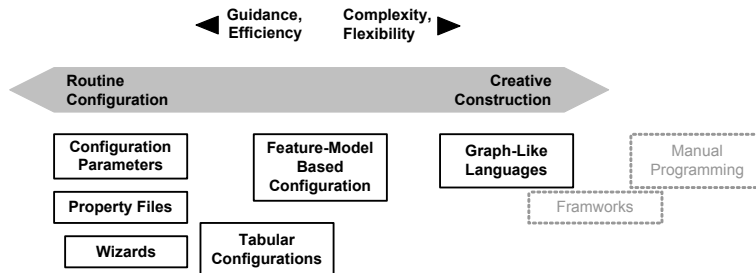 Guidance,
Efficiency
Complexity,
Flexibility
Routine
Configuration
Creative
Construction
Configuration
Parameters
Feature-Model
Based
Configuration
Graph-Like
Languages
Manual
Programming
Property Files
Framworks
Wizards
Tabular
Configurations